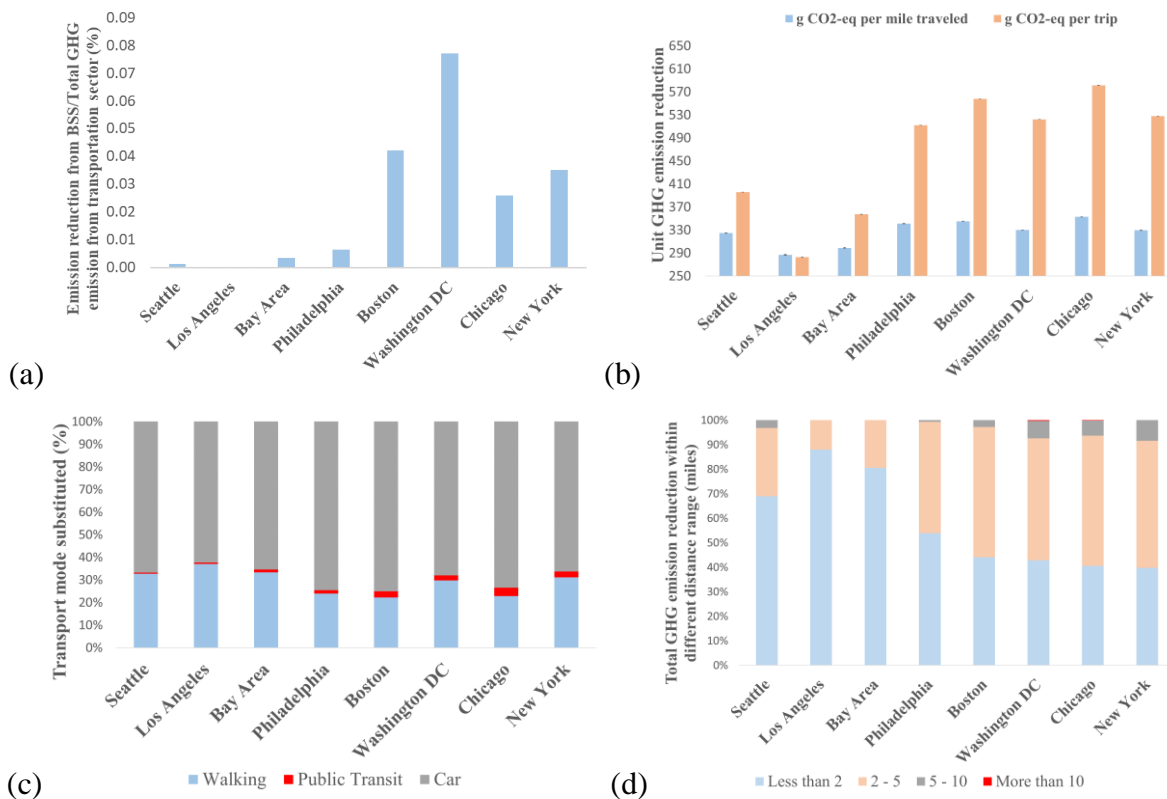 Emission reduction from BSS/Total GHG
emission from transportation sector (%)
0.09
0.08
0.07
0.06
0.05
0.04
0.03
0.02
0.01
0.00
Seattle
Los Angeles
Bay Area
Philadelphia
Boston
Washington DC
Chicago
New York
(a)
g CO2-eq per mile traveled
g CO2-eq per trip
Unit GHG emission reduction
650
610
570
530
490
450
410
370
330
290
250
Seattle
Los Angeles
Bay Area
Philadelphia
Boston
Washington DC
Chicago
New York
(b)
Transport mode substituted (%)
100%
90%
80%
70%
60%
50%
40%
30%
20%
10%
0%
Seattle
Los Angeles
Bay Area
Philadelphia
Boston
Washington DC
Chicago
New York
(c)
Walking
Public Transit
Car
Total GHG emission reduction within
different distance range (miles)
100%
90%
80%
70%
60%
50%
40%
30%
20%
10%
0%
Seattle
Los Angeles
Bay Area
Philadelphia
Boston
Washington DC
Chicago
New York
(d)
Less than 2
2 - 5
5 - 10
More than 10